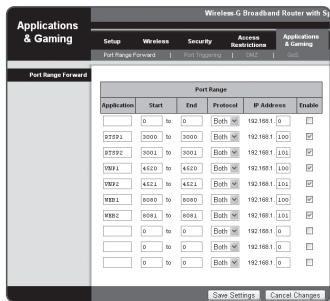 Wireless-G Broadband Router with Sp
Applications
& Gaming
Setup Wireless Security Access Restrictions Applications & Gaming
Port Range Forward | Port Triggering | DMZ | QoS
Port Range Forward
Port Range
Application Start End Protocol IP Address Enable
0 to 0 Both 192.168.1. 0
RTSP1 3000 to 3000 Both 192.168.1. 100
RTSP2 3001 to 3001 Both 192.168.1. 101
VNP1 4520 to 4520 Both 192.168.1. 100
VNP2 4521 to 4521 Both 192.168.1. 101
WEB1 8080 to 8080 Both 192.168.1. 100
WEB2 8081 to 8081 Both 192.168.1. 101
0 to 0 Both 192.168.1. 0
0 to 0 Both 192.168.1. 0
0 to 0 Both 192.168.1. 0
Save Settings Cancel Changes